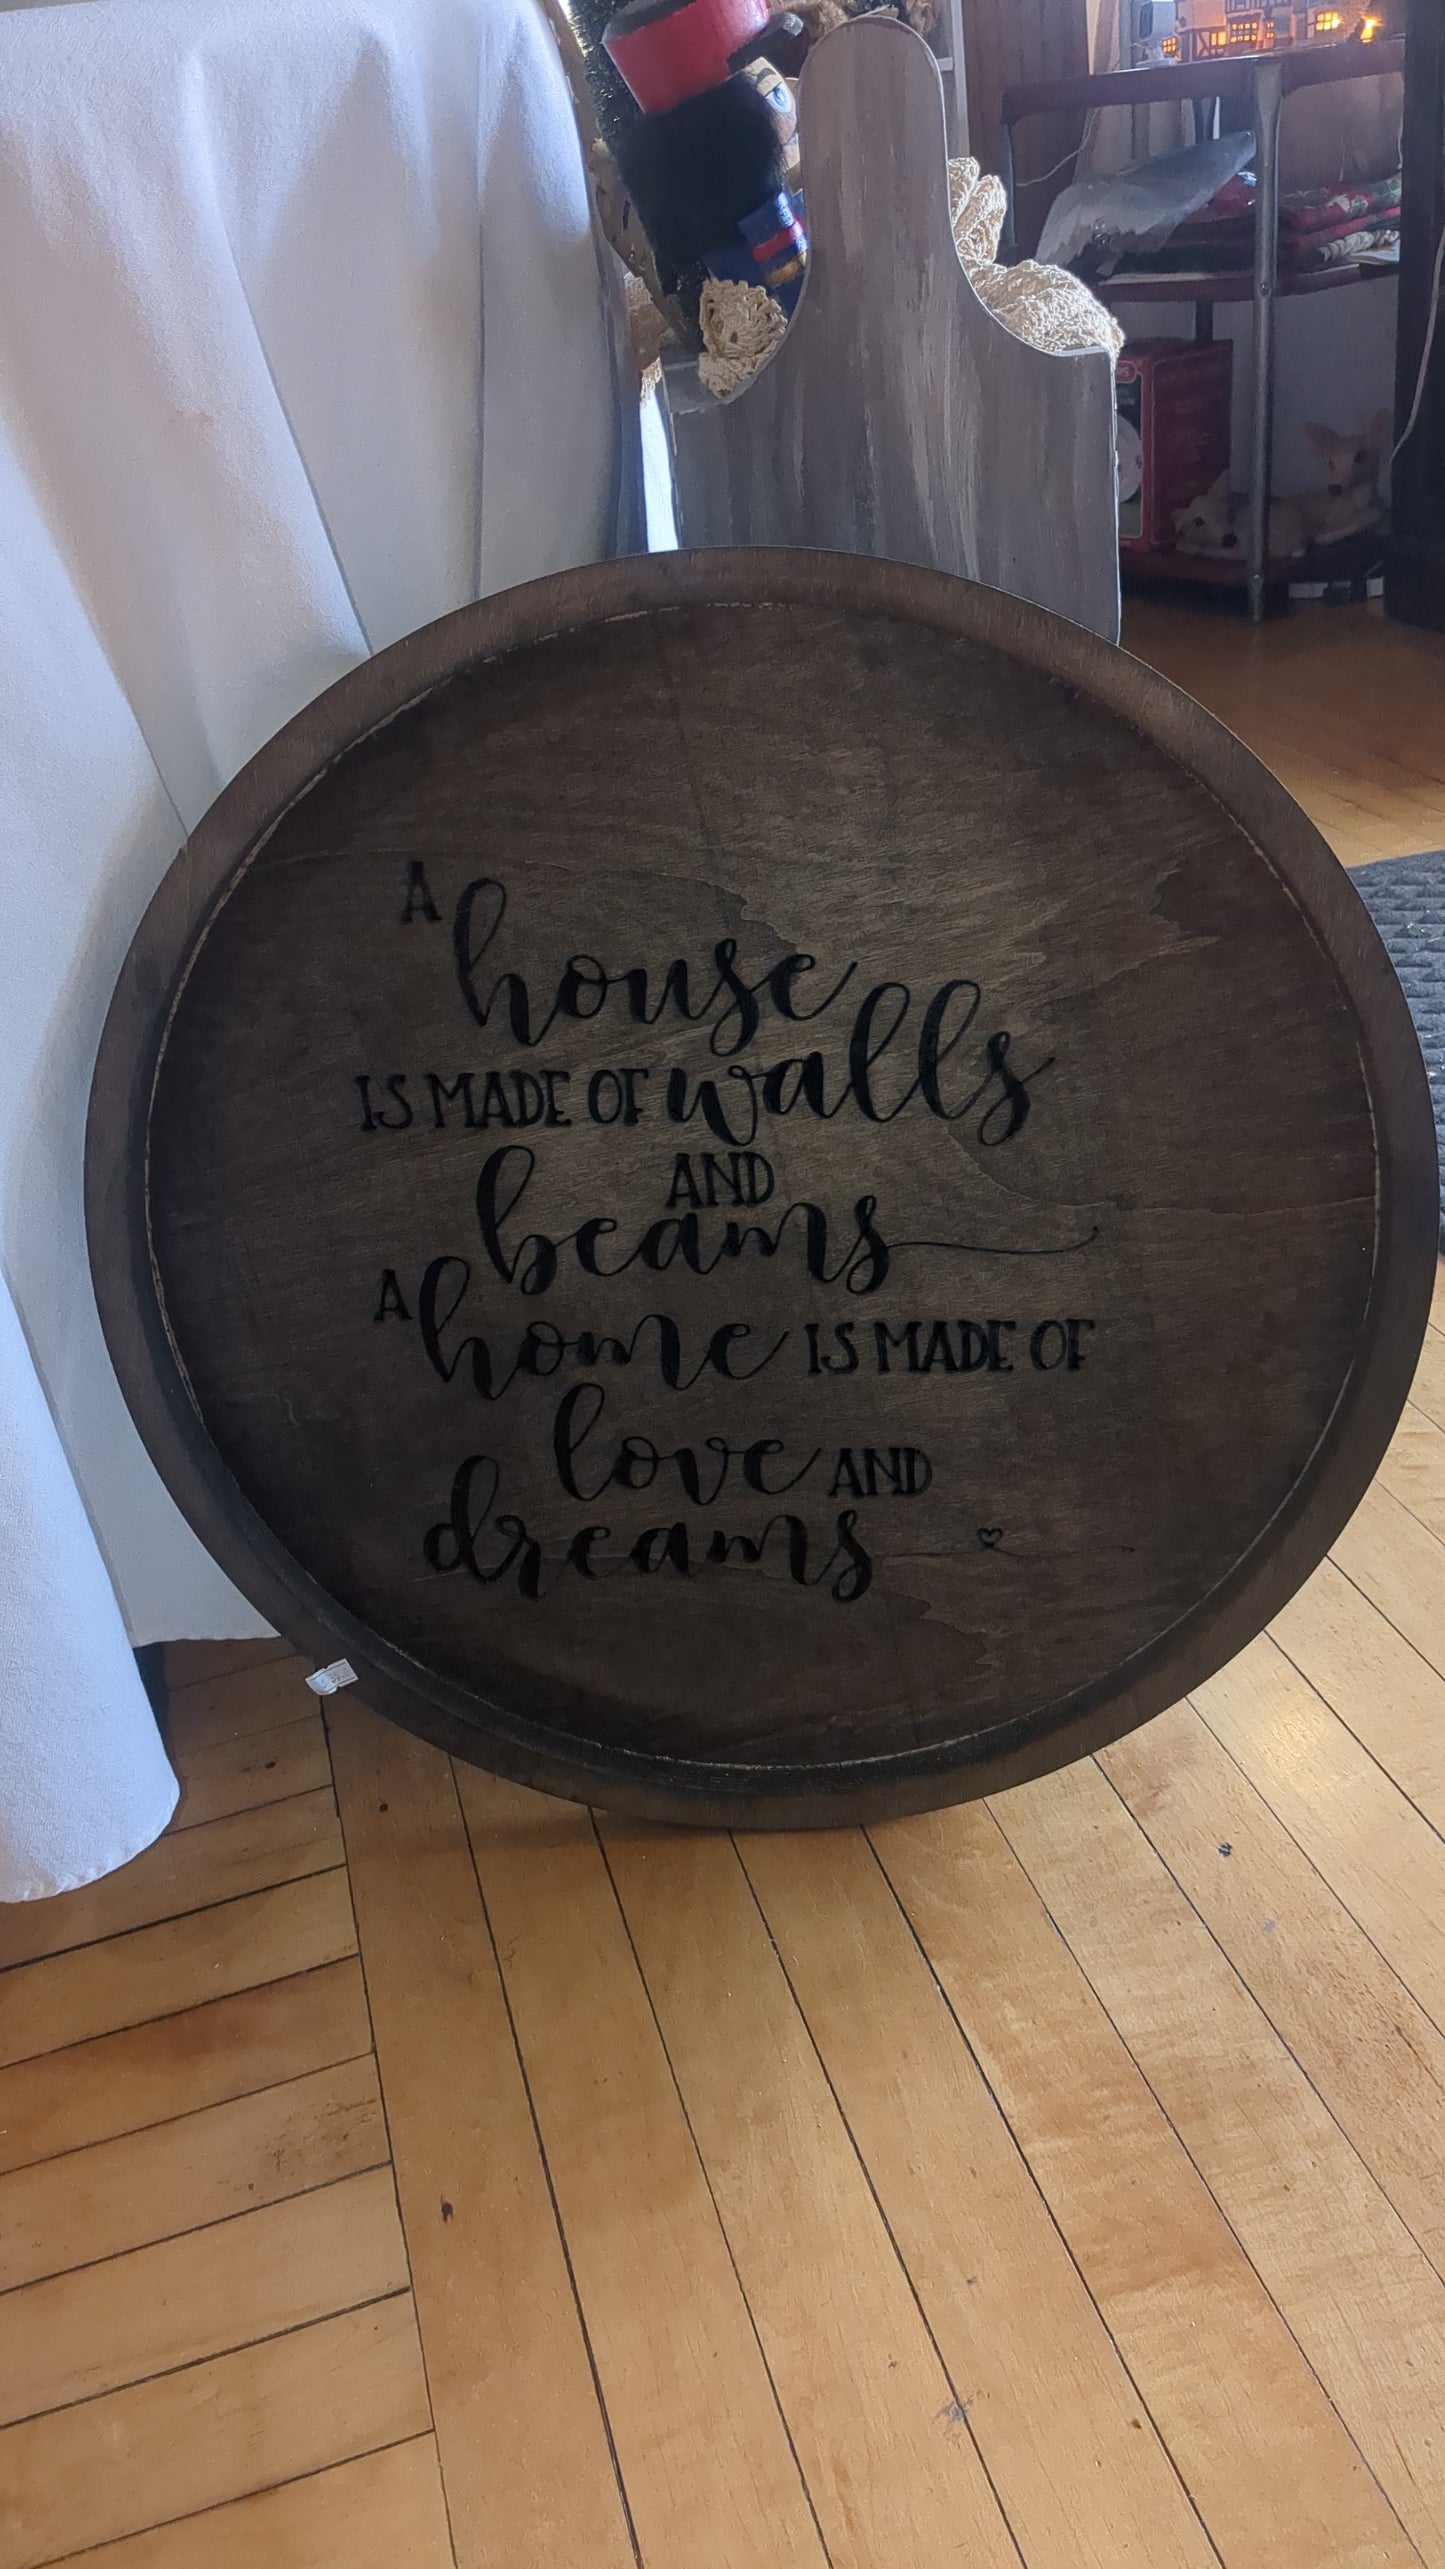 A house
IS MADE OF walls
AND
beams
A home IS MADE OF
love AND
dreams